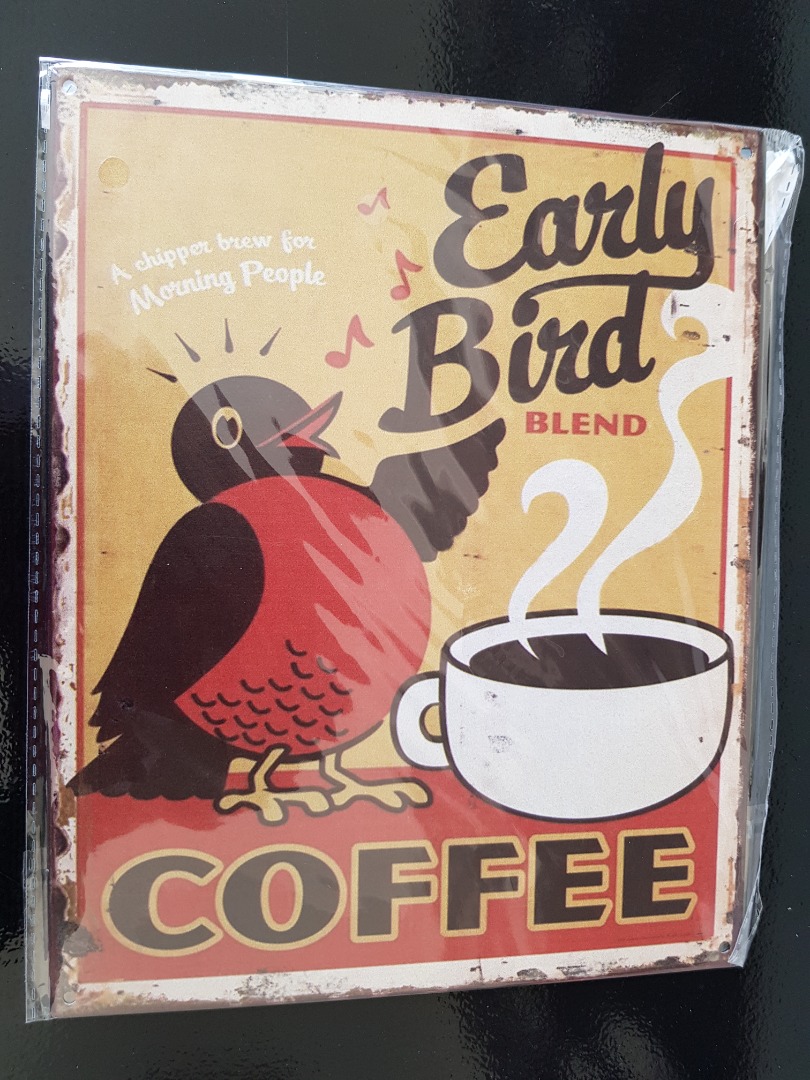 Early
Bird
BLEND
A chipper brew for
Morning People
COFFEE